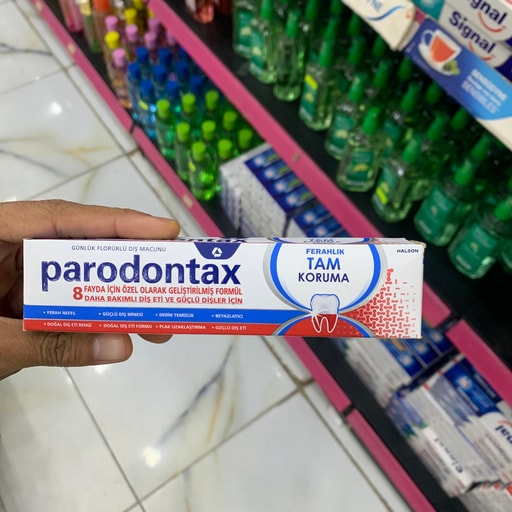 GÜNLÜK FLORÜRLÜ DİŞ MACUNU
parodontax
8 FAYDA İÇİN ÖZEL OLARAK GELİŞTİRİLMİŞ FORMÜL
DAHA BAKIMLI DİŞ ETİ VE GÜÇLÜ DİŞLER İÇİN
• FERAH NEFES • GÜÇLÜ DİŞ MİNESİ • DERİN TEMİZLİK • BEYAZLATICI
• DOĞAL DİŞ ETİ RENGİ • DOĞAL DİŞ ETİ FORMU • PLAK UZAKLAŞTIRMA • GÜÇLÜ DİŞ ETİ
FERAHLIK
TAM
KORUMA
HALEON
Signal
Signal